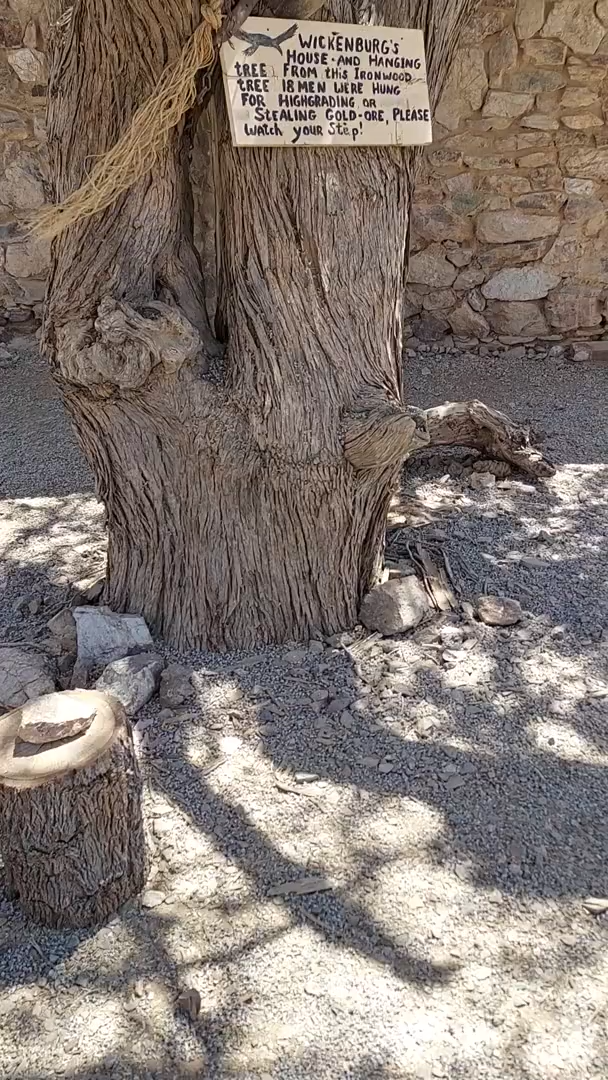 WICKENBURG'S
HOUSE - AND HANGING
tREE FROM this IRONWOOD
tREE 18 MEN WERE HUNG
FOR HIGHGRADING OR
STEALING GOLD-ORE, PLEASE
WAtCH YOUR StEp!